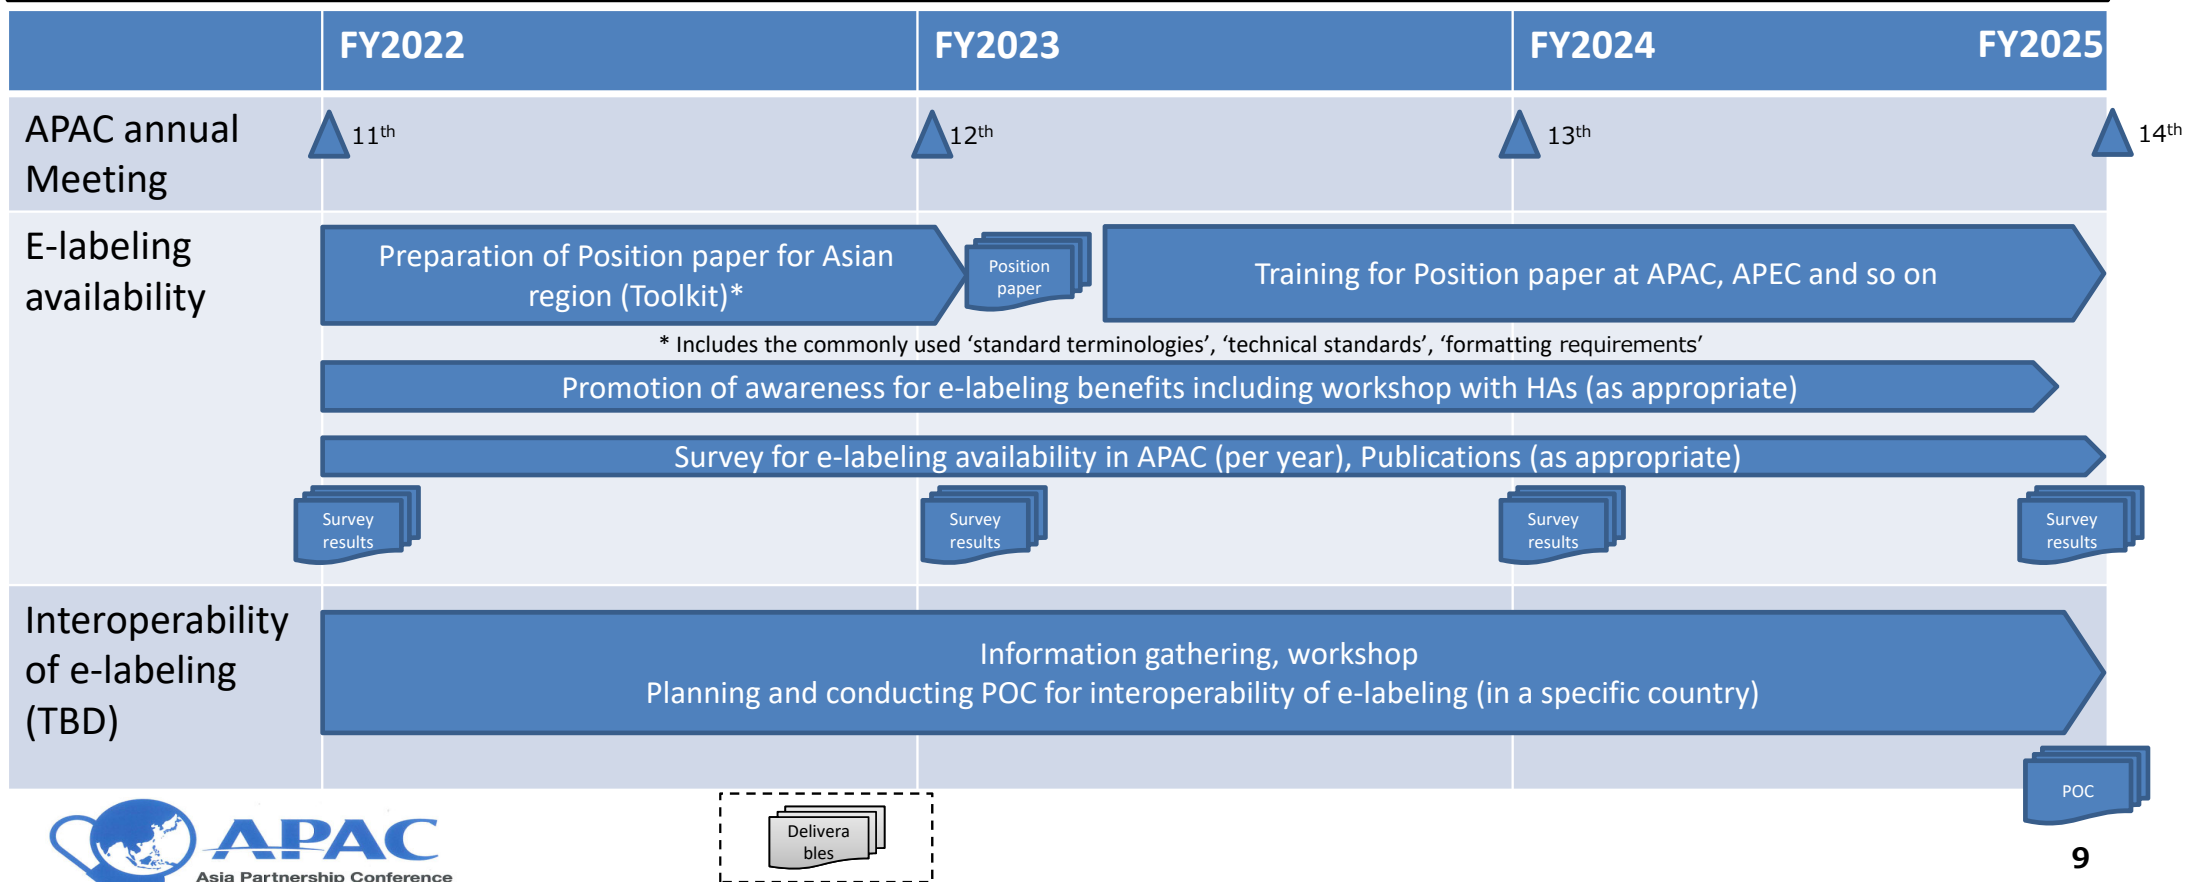 FY2022
FY2023
FY2024
FY2025
APAC annual
Meeting
11th
12th
13th
14th
E-labeling
availability
Preparation of Position paper for Asian
region (Toolkit)*
Position
paper
Training for Position paper at APAC, APEC and so on
* Includes the commonly used ‘standard terminologies’, ‘technical standards’, ‘formatting requirements’
Promotion of awareness for e-labeling benefits including workshop with HAs (as appropriate)
Survey for e-labeling availability in APAC (per year), Publications (as appropriate)
Survey
results
Survey
results
Survey
results
Survey
results
Interoperability
of e-labeling
(TBD)
Information gathering, workshop
Planning and conducting POC for interoperability of e-labeling (in a specific country)
POC
APAC
Asia Partnership Conference
Delivera
bles
9